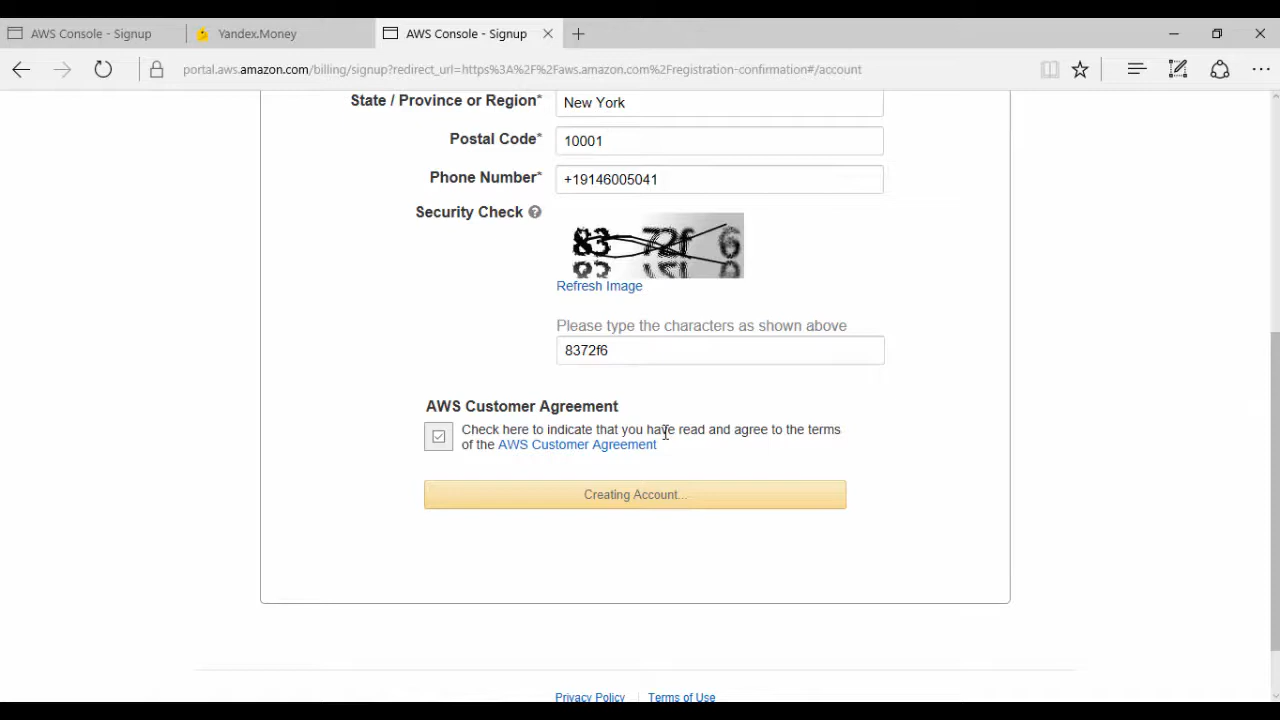 AWS Console - Signup
Yandex.Money
AWS Console - Signup
portal.aws.amazon.com/billing/signup?redirect_url=https%3A%2F%2Faws.amazon.com%2Fregistration-confirmation#/account
State / Province or Region*
New York
Postal Code*
10001
Phone Number*
+19146005041
Security Check ?
83 72f 6
Refresh Image
Please type the characters as shown above
8372f6
AWS Customer Agreement
Check here to indicate that you have read and agree to the terms
of the AWS Customer Agreement
Creating Account...
Privacy Policy | Terms of Use